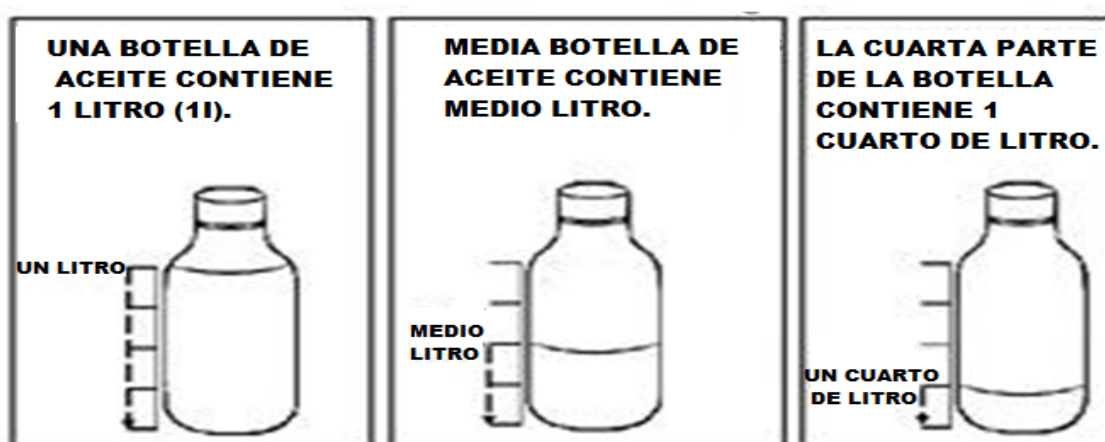 UNA BOTELLA DE
ACEITE CONTIENE
1 LITRO (1l).
UN LITRO
MEDIA BOTELLA DE
ACEITE CONTIENE
MEDIO LITRO.
MEDIO
LITRO
LA CUARTA PARTE
DE LA BOTELLA
CONTIENE 1
CUARTO DE LITRO.
UN CUARTO
DE LITRO